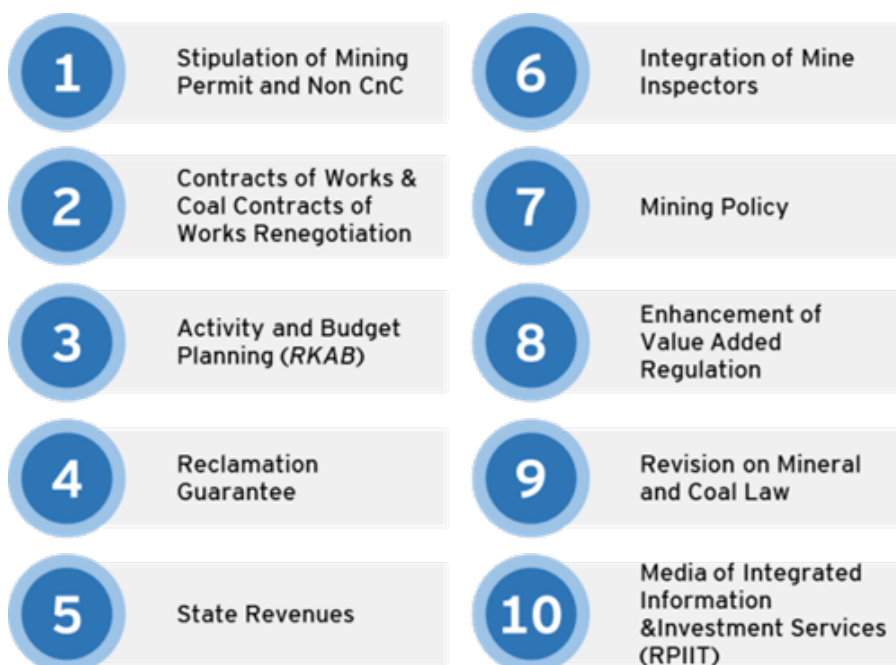 1
Stipulation of Mining
Permit and Non CnC
2
Contracts of Works &
Coal Contracts of
Works Renegotiation
3
Activity and Budget
Planning (RKAB)
4
Reclamation
Guarantee
5
State Revenues
6
Integration of Mine
Inspectors
7
Mining Policy
8
Enhancement of
Value Added
Regulation
9
Revision on Mineral
and Coal Law
10
Media of Integrated
Information
&Investment Services
(RPIIT)